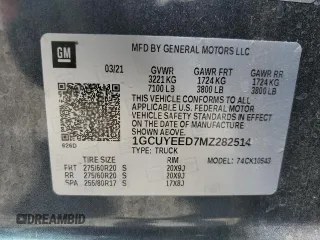 GM
MFD BY GENERAL MOTORS LLC
03/21 GVWR GAWR FRT GAWR RR
3221 KG 1724 KG 1724 KG
7100 LB 3800 LB 3800 LB
THIS VEHICLE CONFORMS TO ALL APPLICABLE
U.S. FEDERAL MOTOR VEHICLE SAFETY AND
THEFT PREVENTION STANDARDS IN EFFECT ON
THE DATE OF MANUFACTURE SHOWN ABOVE.
1GCUYEED7MZ282514
TYPE: TRUCK
TIRE SIZE RIM MODEL: 74CK10543
FRT 275/60R20 S 20X9J
RR 275/60R20 S 20X9J
SPA 255/80R17 S 17X8J
DREAMBID